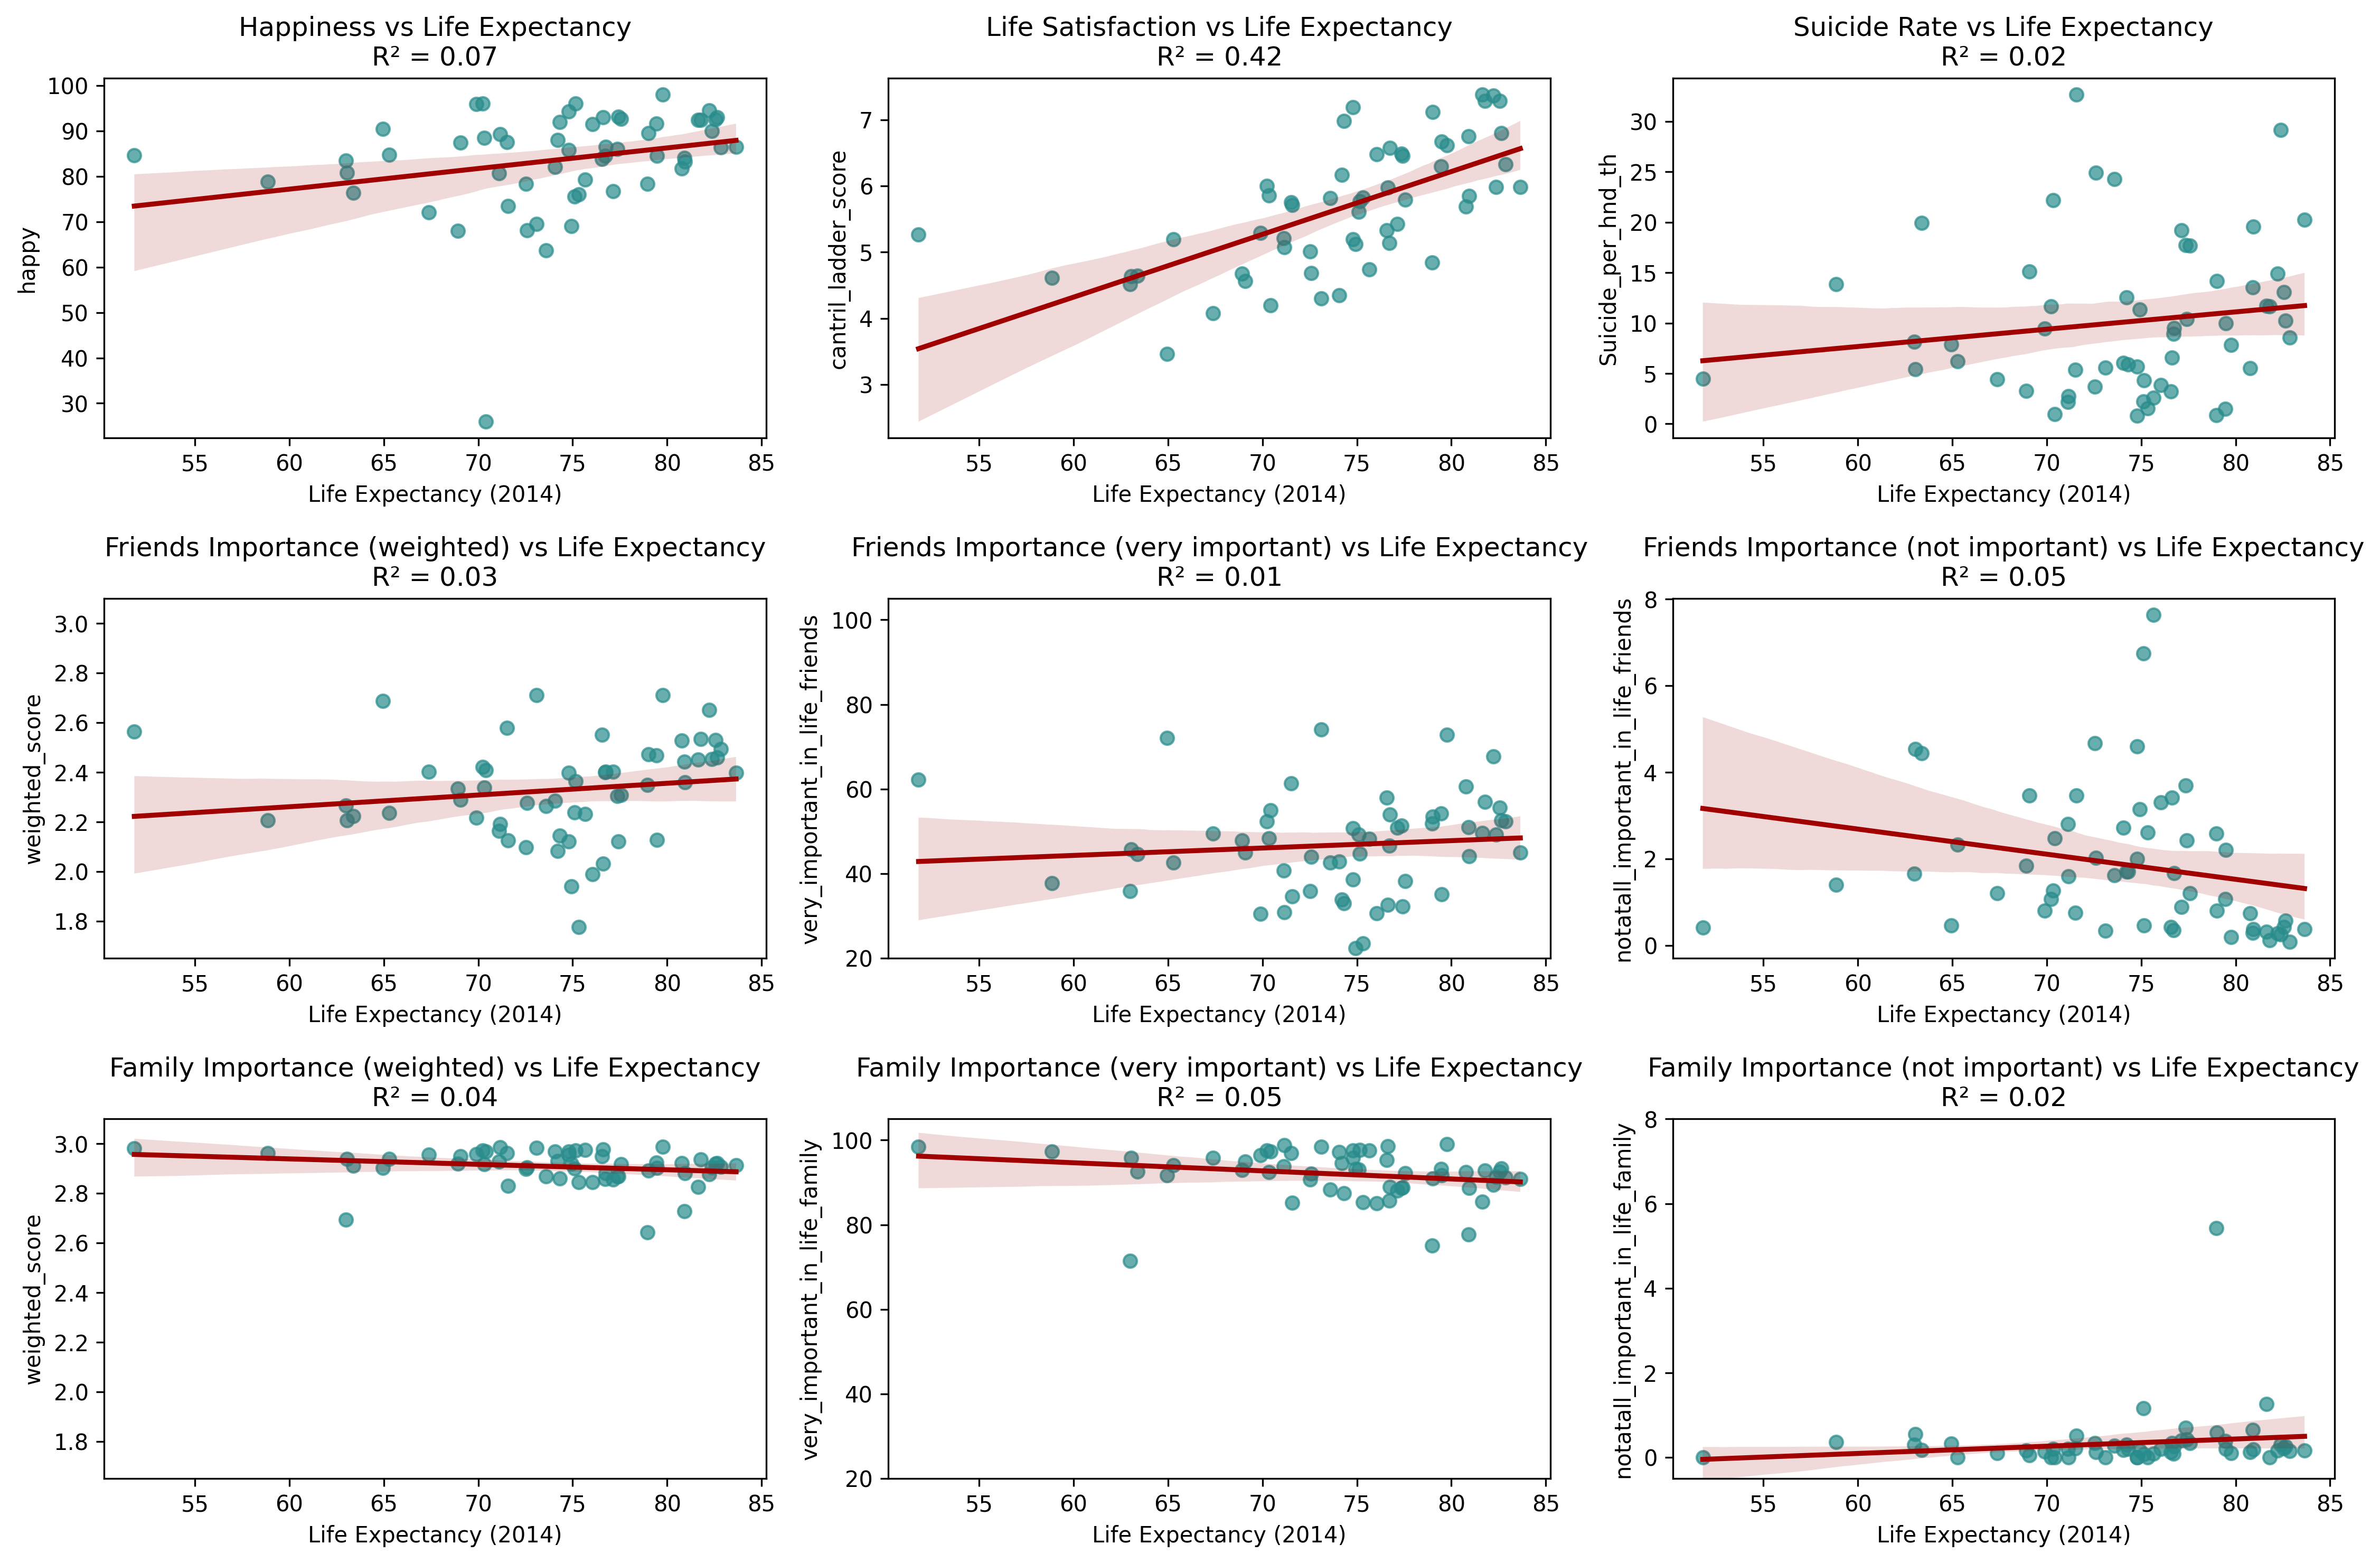 Happiness vs Life Expectancy
R² = 0.07
100
90
80
70
60
50
40
30
happy
55 60 65 70 75 80 85
Life Expectancy (2014)
Life Satisfaction vs Life Expectancy
R² = 0.42
7
6
5
4
3
cantril_ladder_score
55 60 65 70 75 80 85
Life Expectancy (2014)
Suicide Rate vs Life Expectancy
R² = 0.02
30
25
20
15
10
5
0
Suicide_per_hnd_th
55 60 65 70 75 80 85
Life Expectancy (2014)
Friends Importance (weighted) vs Life Expectancy
R² = 0.03
3.0
2.8
2.6
2.4
2.2
2.0
1.8
weighted_score
55 60 65 70 75 80 85
Life Expectancy (2014)
Friends Importance (very important) vs Life Expectancy
R² = 0.01
100
80
60
40
20
very_important_in_life_friends
55 60 65 70 75 80 85
Life Expectancy (2014)
Friends Importance (not important) vs Life Expectancy
R² = 0.05
8
6
4
2
0
notatall_important_in_life_friends
55 60 65 70 75 80 85
Life Expectancy (2014)
Family Importance (weighted) vs Life Expectancy
R² = 0.04
3.0
2.8
2.6
2.4
2.2
2.0
1.8
weighted_score
55 60 65 70 75 80 85
Life Expectancy (2014)
Family Importance (very important) vs Life Expectancy
R² = 0.05
100
80
60
40
20
very_important_in_life_family
55 60 65 70 75 80 85
Life Expectancy (2014)
Family Importance (not important) vs Life Expectancy
R² = 0.02
8
6
4
2
0
notatall_important_in_life_family
55 60 65 70 75 80 85
Life Expectancy (2014)